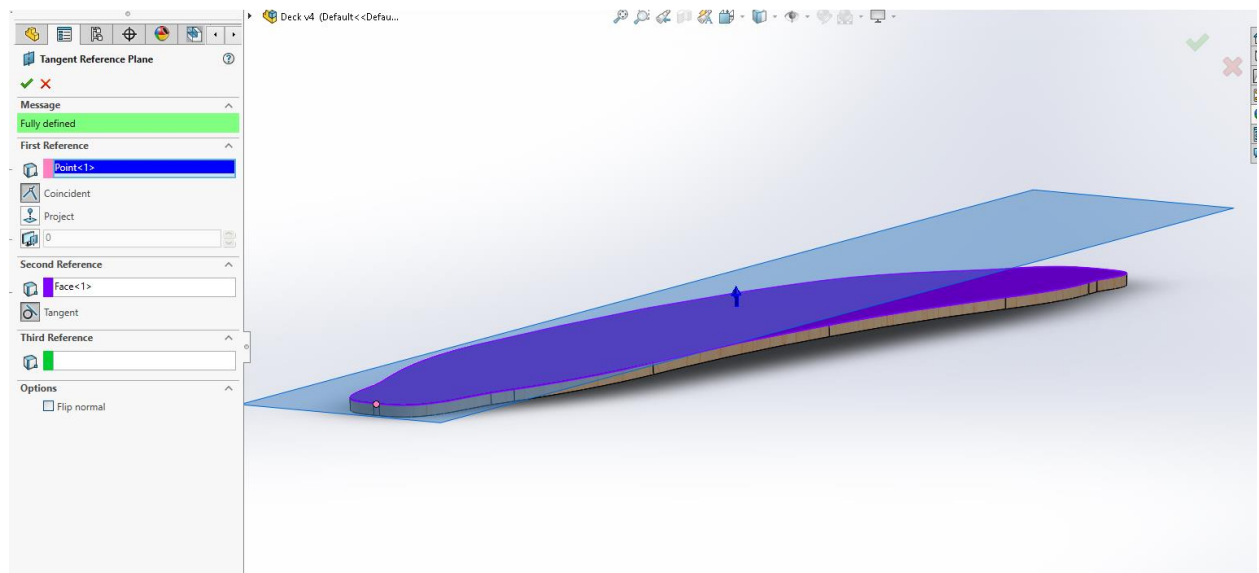 Deck v4 (Default<<Defau...
Tangent Reference Plane
Message
Fully defined
First Reference
Point<1>
Coincident
Project
0
Second Reference
Face<1>
Tangent
Third Reference
Options
Flip normal